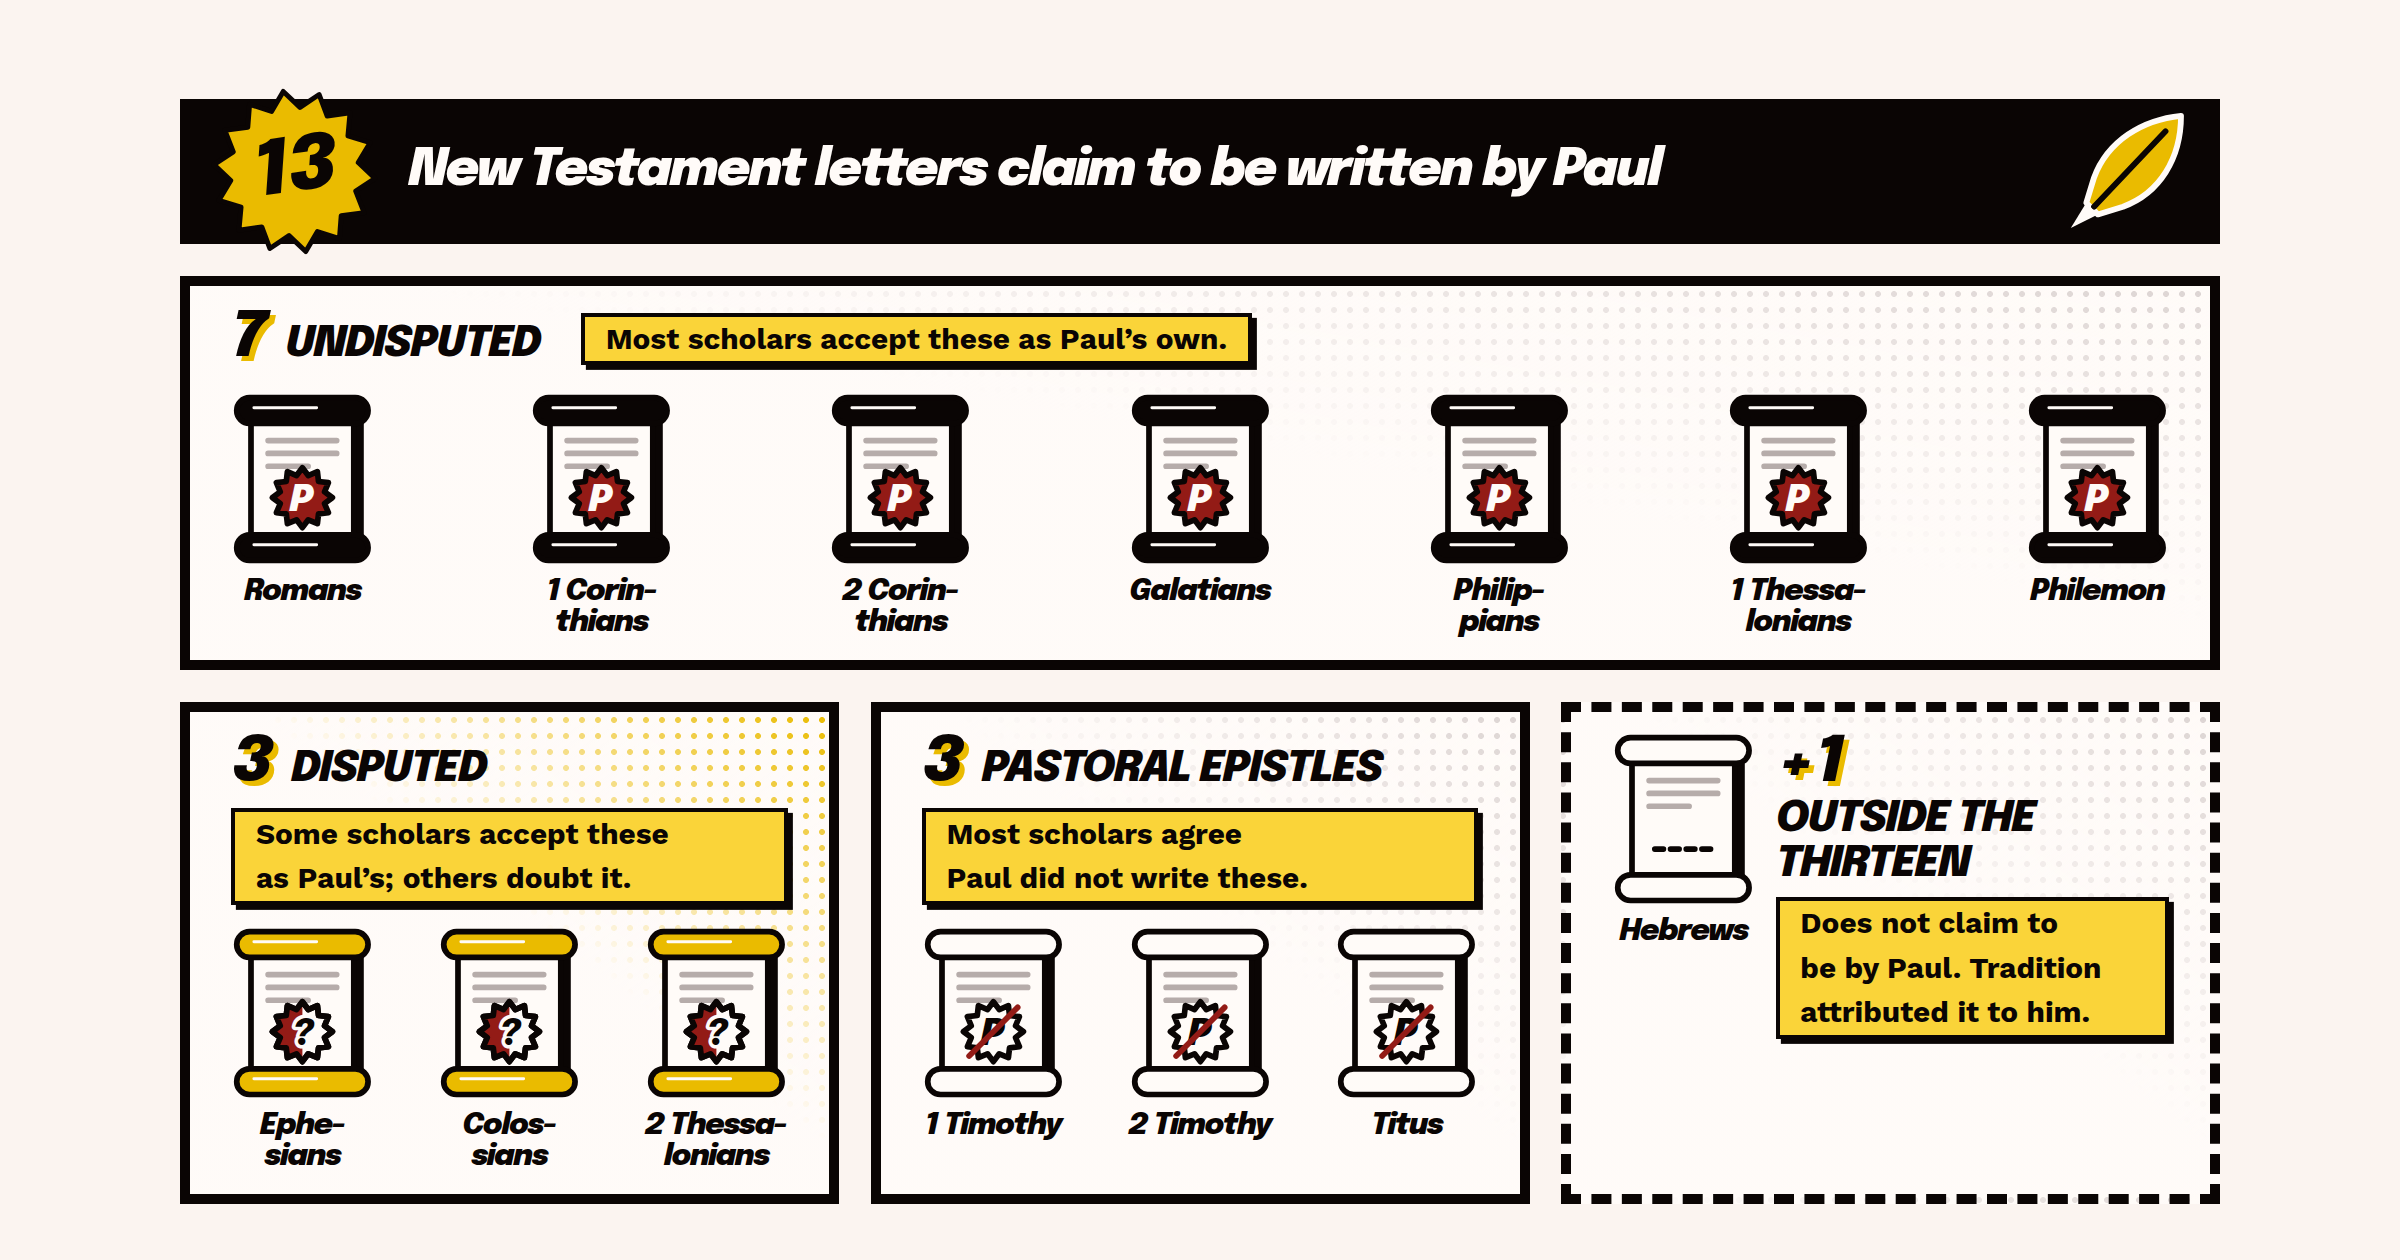 13
New Testament letters claim to be written by Paul
7 UNDISPUTED
Most scholars accept these as Paul’s own.
P
P
P
P
P
P
P
Romans
1 Corin-
thians
2 Corin-
thians
Galatians
Philip-
pians
1 Thessa-
lonians
Philemon
3 DISPUTED
Some scholars accept these
as Paul’s; others doubt it.
?
?
?
Ephe-
sians
Colos-
sians
2 Thessa-
lonians
3 PASTORAL EPISTLES
Most scholars agree
Paul did not write these.
P
P
P
1 Timothy
2 Timothy
Titus
Hebrews
+1
OUTSIDE THE
THIRTEEN
Does not claim to
be by Paul. Tradition
attributed it to him.